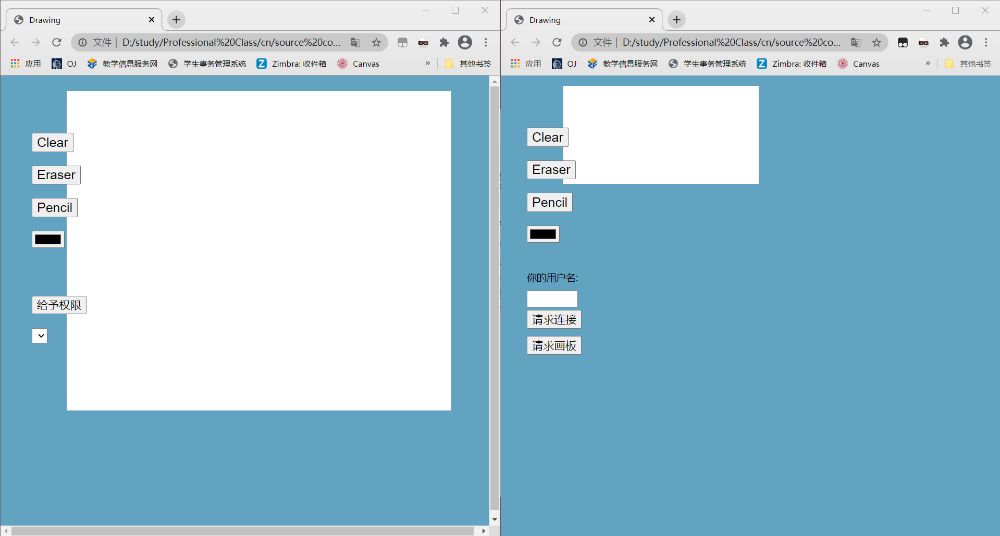 Drawing
文件 | D:/study/Professional%20Class/cn/source%20co...
应用 OJ 教学信息服务网 学生事务管理系统 Zimbra: 收件箱 Canvas » 其他书签
Clear
Eraser
Pencil
给予权限
Drawing
文件 | D:/study/Professional%20Class/cn/source%20co...
应用 OJ 教学信息服务网 学生事务管理系统 Zimbra: 收件箱 Canvas » 其他书签
Clear
Eraser
Pencil
你的用户名:
请求连接
请求画板